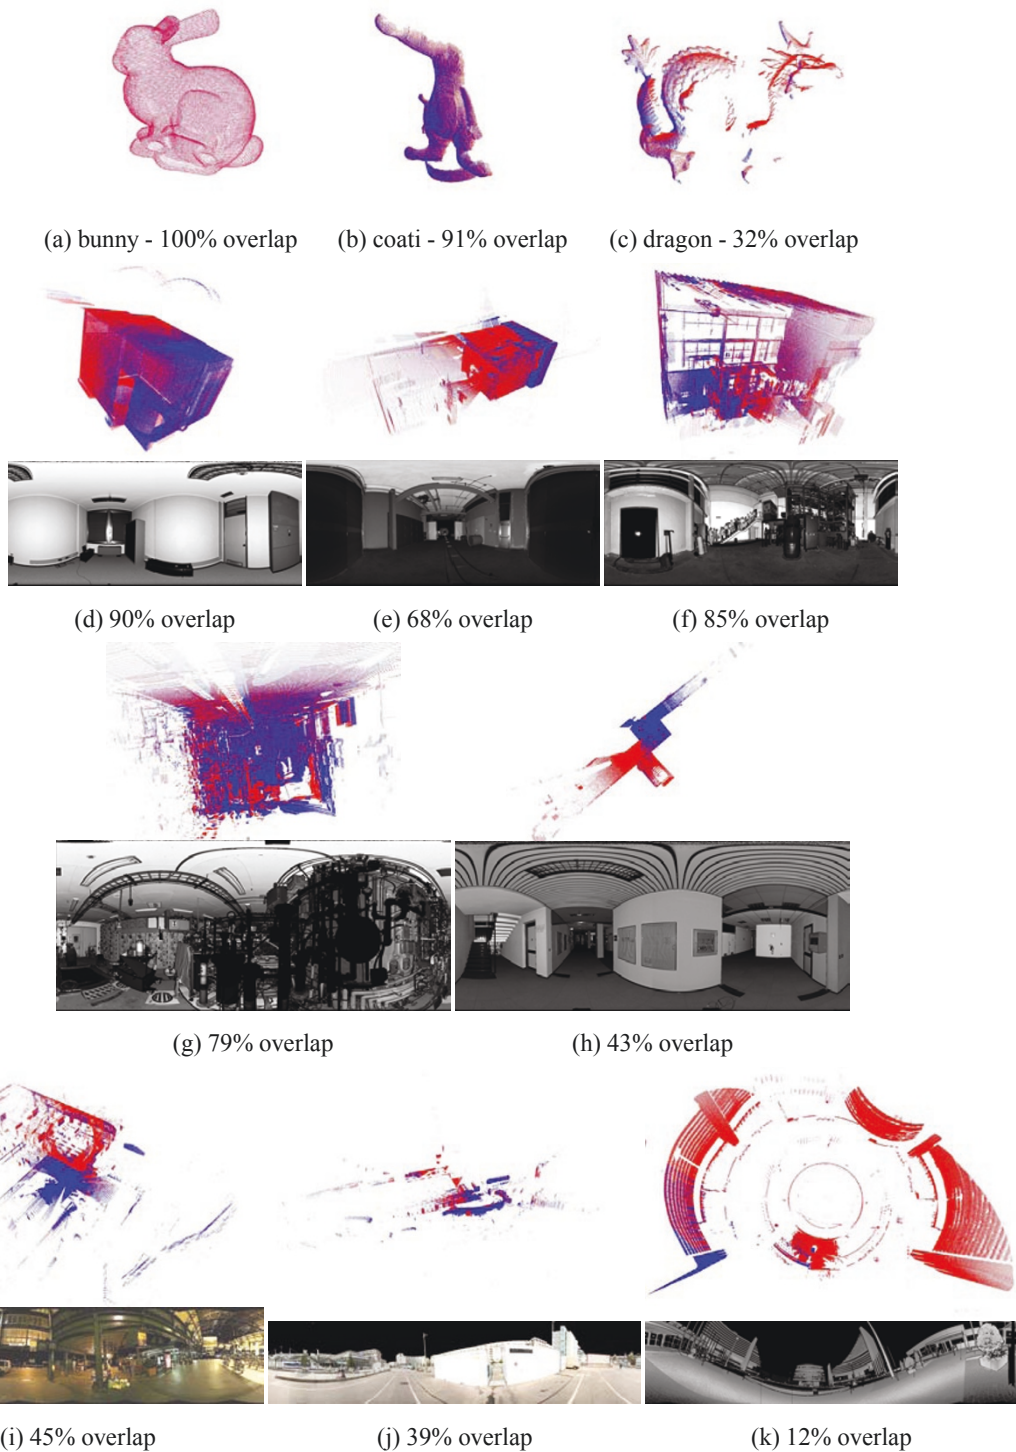 (a) bunny - 100% overlap
(b) coati - 91% overlap
(c) dragon - 32% overlap
(d) 90% overlap
(e) 68% overlap
(f) 85% overlap
(g) 79% overlap
(h) 43% overlap
(i) 45% overlap
(j) 39% overlap
(k) 12% overlap